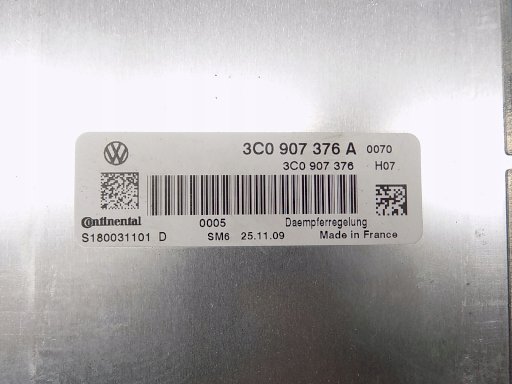 3C0 907 376 A 0070
3C0 907 376 H07
Continental 0005 Daempferregelung
S180031101 D SM6 25.11.09 Made in France